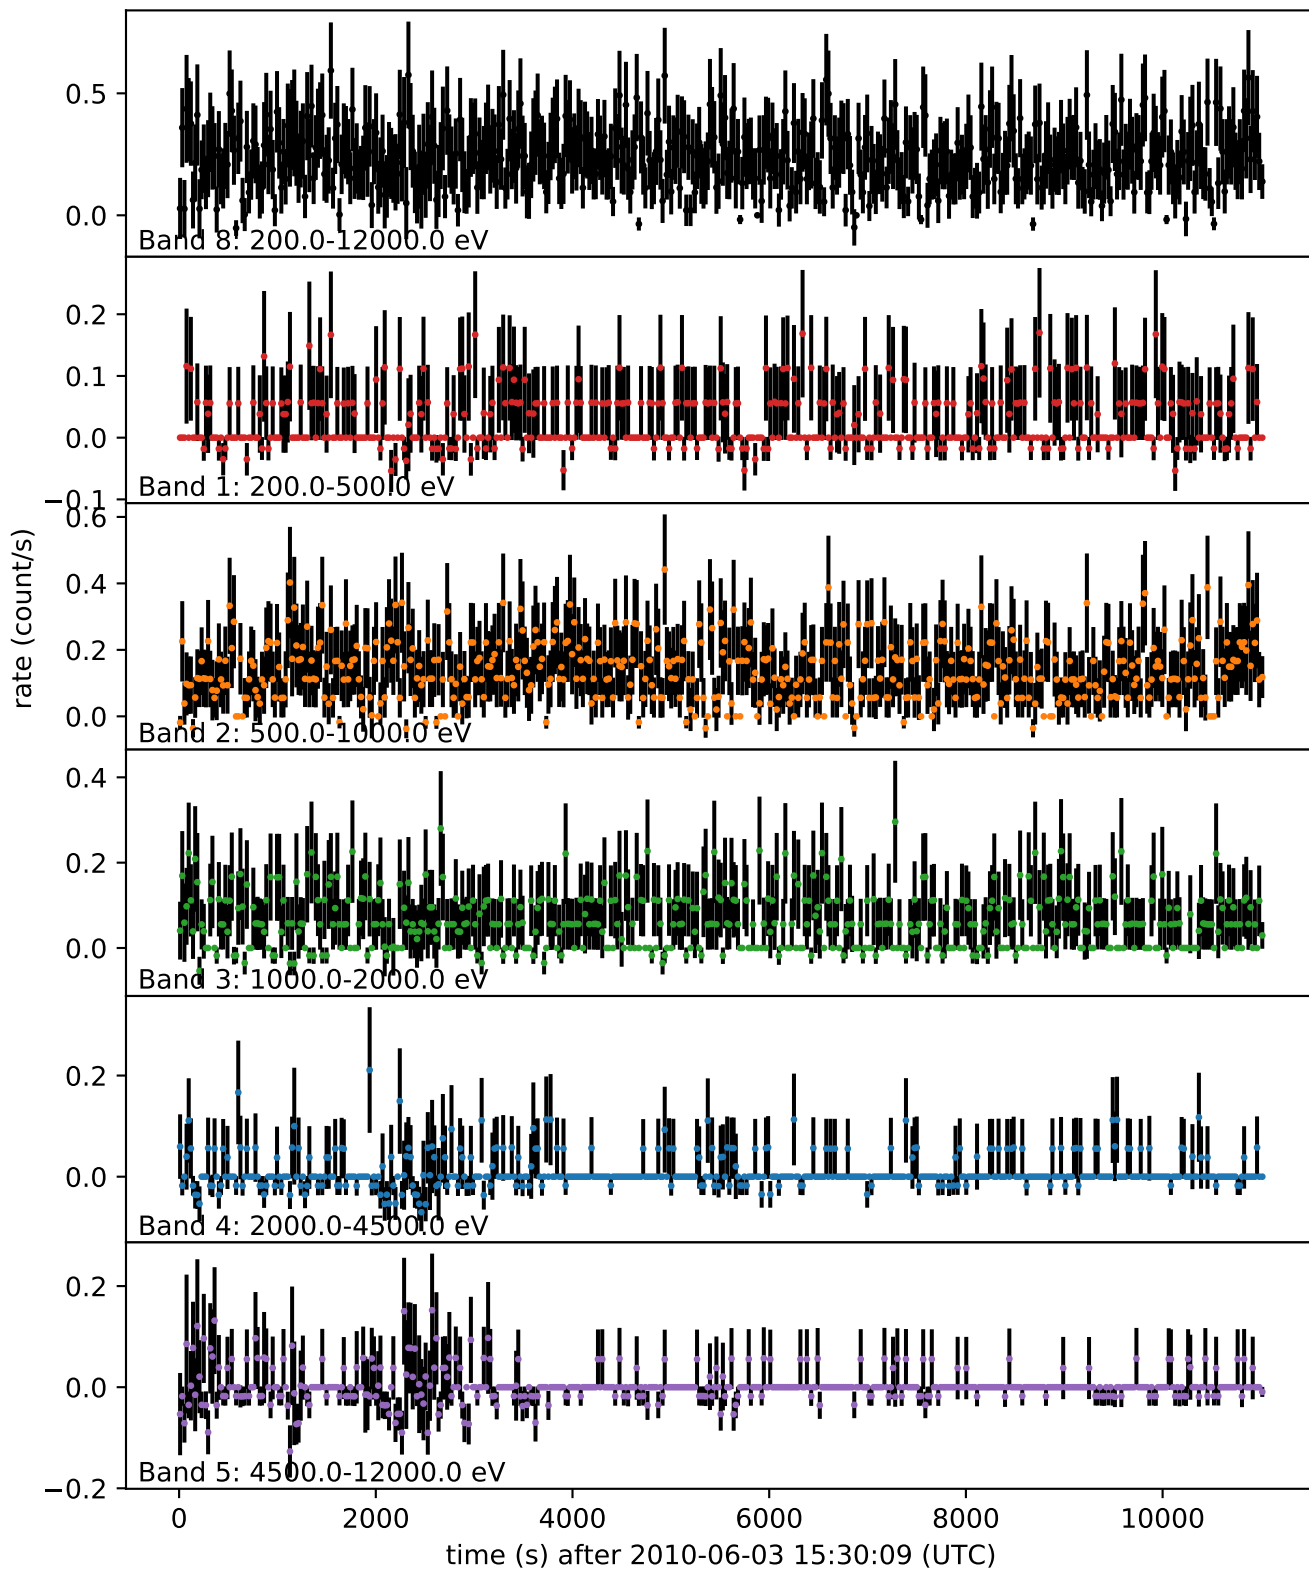 0.5
0.0
Band 8: 200.0-12000.0 eV
0.2
0.1
0.0
−0.1
Band 1: 200.0-500.0 eV
0.6
0.4
0.2
0.0
Band 2: 500.0-1000.0 eV
rate (count/s)
0.4
0.2
0.0
Band 3: 1000.0-2000.0 eV
0.2
0.0
Band 4: 2000.0-4500.0 eV
0.2
0.0
−0.2
Band 5: 4500.0-12000.0 eV
0 2000 4000 6000 8000 10000
time (s) after 2010-06-03 15:30:09 (UTC)